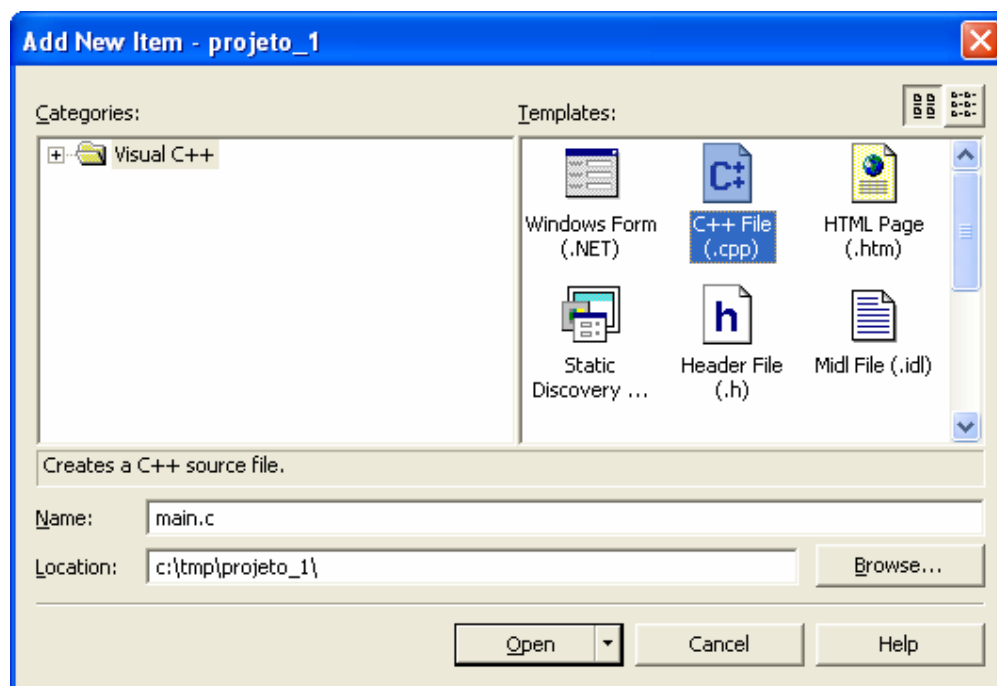 Add New Item - projeto_1
Categories:
Templates:
Visual C++
Windows Form
(.NET)
C++ File
(.cpp)
HTML Page
(.htm)
Static
Discovery ...
Header File
(.h)
Midl File (.idl)
Creates a C++ source file.
Name:
main.c
Location:
c:\tmp\projeto_1\
Browse...
Open
Cancel
Help